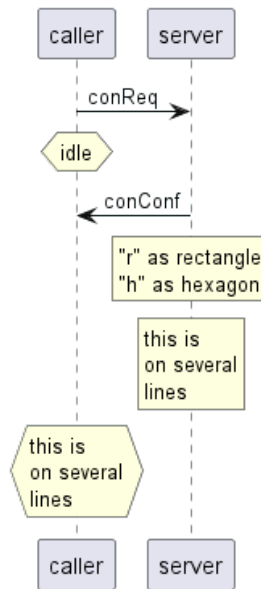 caller server
conReq
idle
conConf
"r" as rectangle
"h" as hexagon
this is
on several
lines
this is
on several
lines
caller server